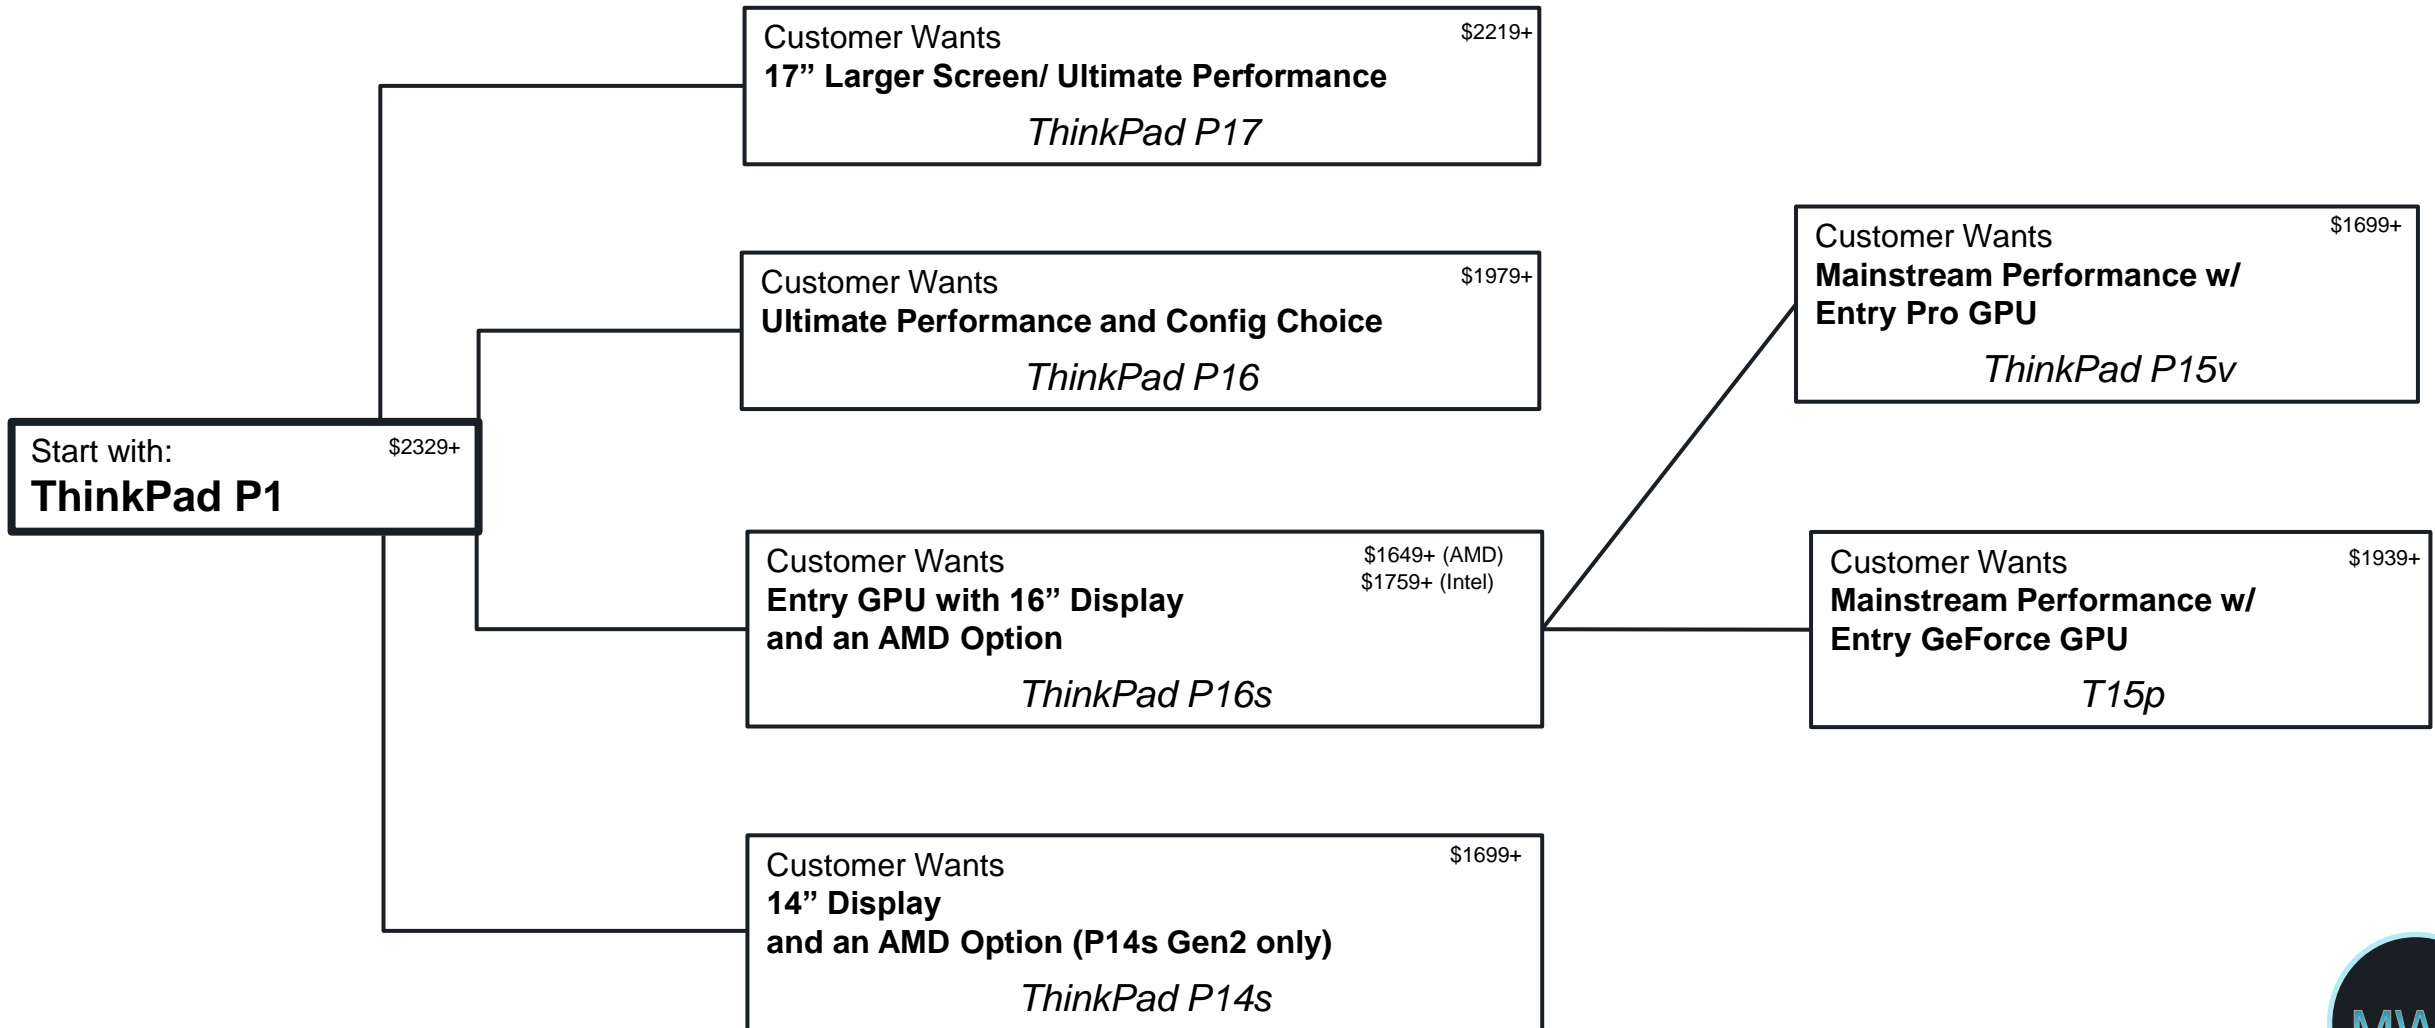 Customer Wants
$2219+
17” Larger Screen/ Ultimate Performance
ThinkPad P17
Customer Wants
$1979+
Ultimate Performance and Config Choice
ThinkPad P16
Customer Wants
$1699+
Mainstream Performance w/
Entry Pro GPU
ThinkPad P15v
Start with:
$2329+
ThinkPad P1
Customer Wants
$1649+ (AMD)
$1759+ (Intel)
Entry GPU with 16” Display
and an AMD Option
ThinkPad P16s
Customer Wants
$1939+
Mainstream Performance w/
Entry GeForce GPU
T15p
Customer Wants
$1699+
14” Display
and an AMD Option (P14s Gen2 only)
ThinkPad P14s